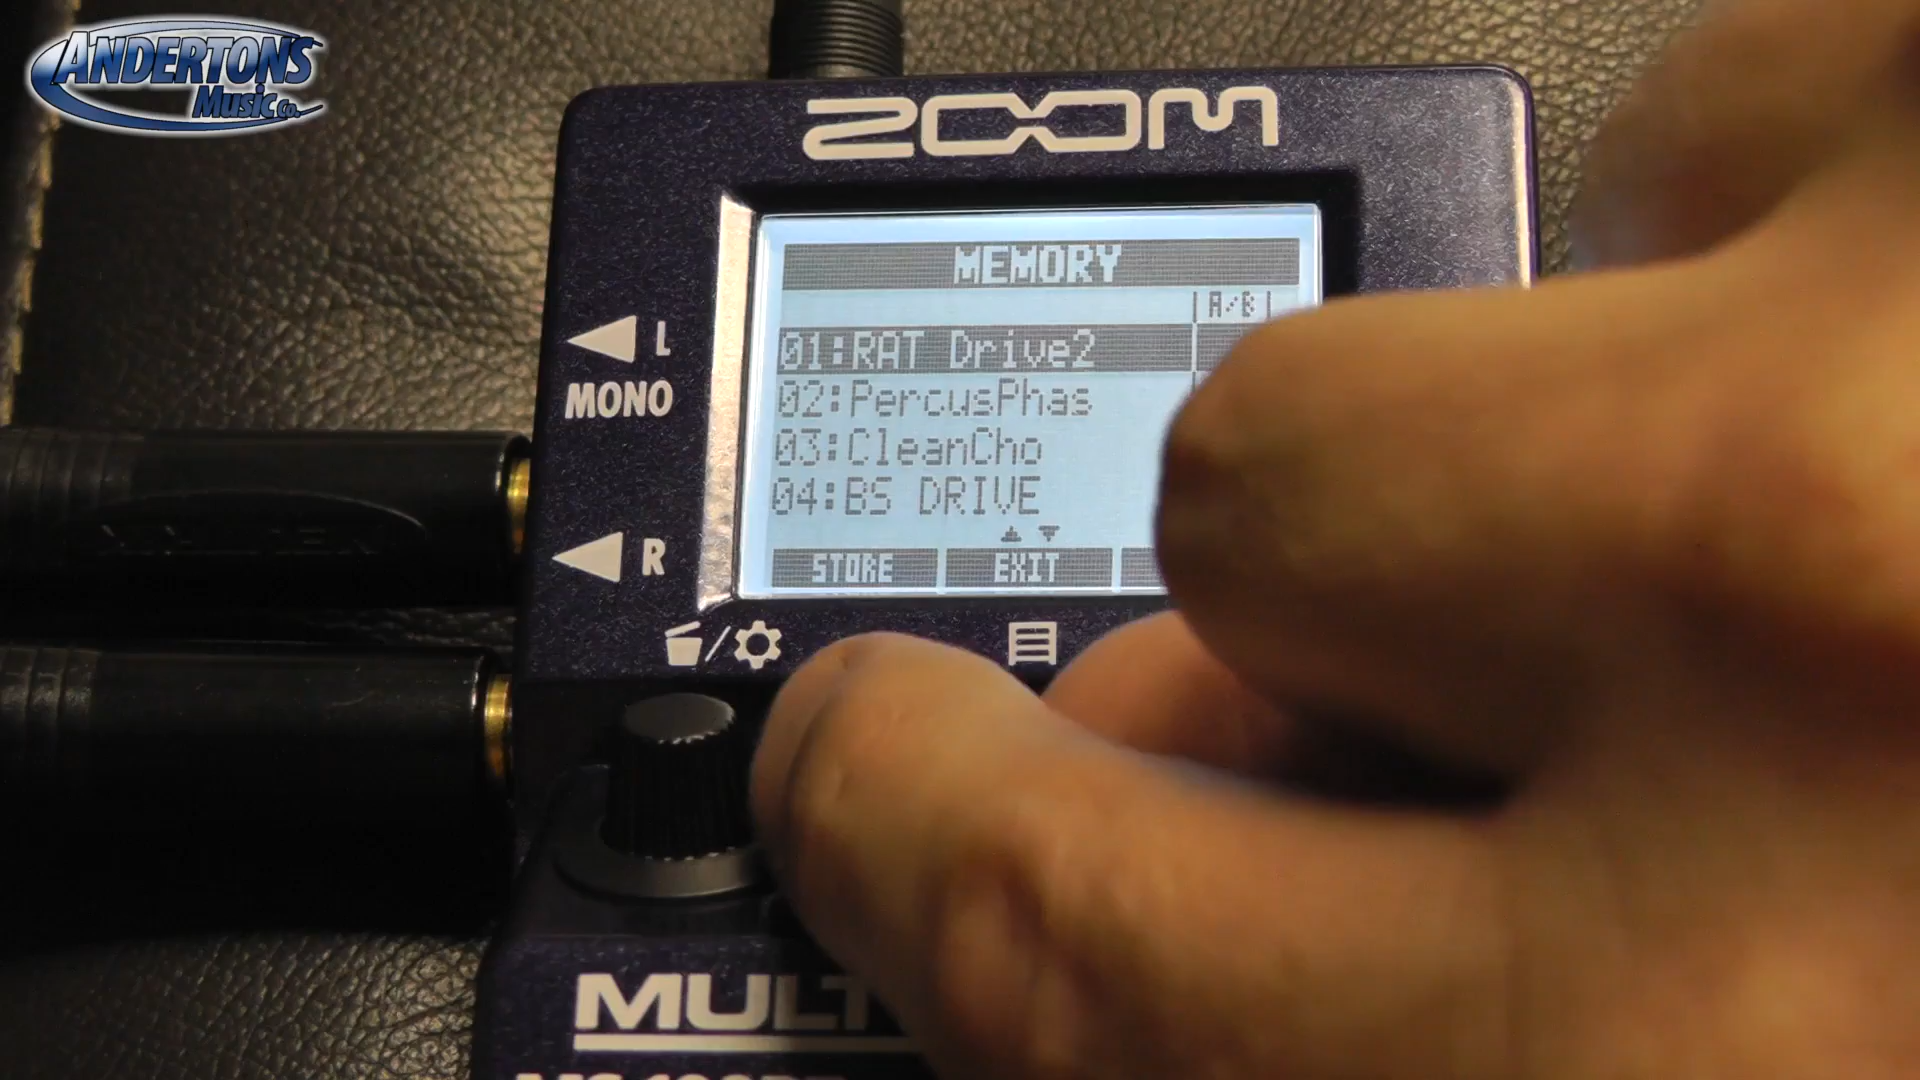 ANDERTONS
Music Co.
ZOOM
MEMORY
A/B
01:RAT Drive2
02:PercusPhas
03:CleanCho
04:BS DRIVE
STORE EXIT
L
MONO
R
MULT